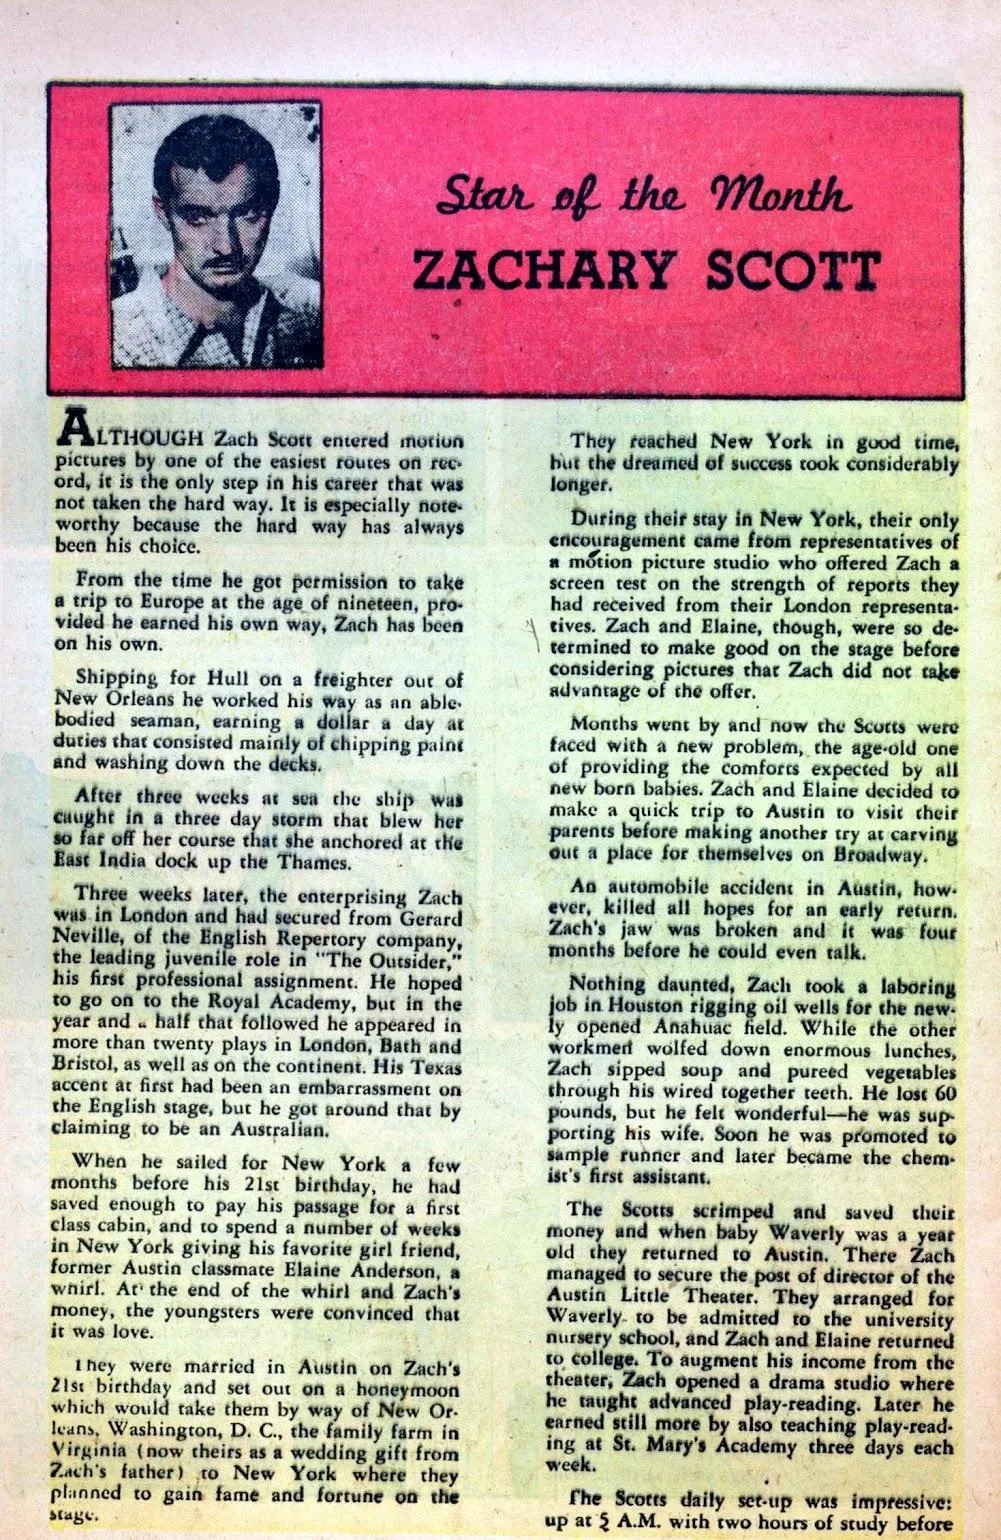 Star of the Month
ZACHARY SCOTT
ALTHOUGH Zach Scott entered motion
pictures by one of the easiest routes on rec-
ord, it is the only step in his career that was
not taken the hard way. It is especially note-
worthy because the hard way has always
been his choice.
From the time he got permission to take
a trip to Europe at the age of nineteen, pro-
vided he earned his own way, Zach has been
on his own.
Shipping for Hull on a freighter out of
New Orleans he worked his way as an able-
bodied seaman, earning a dollar a day at
duties that consisted mainly of chipping paint
and washing down the decks.
After three weeks at sea the ship was
caught in a three day storm that blew her
so far off her course that she anchored at the
East India dock up the Thames.
Three weeks later, the enterprising Zach
was in London and had secured from Gerard
Neville, of the English Repertory company,
the leading juvenile role in "The Outsider,"
his first professional assignment. He hoped
to go on to the Royal Academy, but in the
year and a half that followed he appeared in
more than twenty plays in London, Bath and
Bristol, as well as on the continent. His Texas
accent at first had been an embarrassment on
the English stage, but he got around that by
claiming to be an Australian.
When he sailed for New York a few
months before his 21st birthday, he had
saved enough to pay his passage for a first
class cabin, and to spend a number of weeks
in New York giving his favorite girl friend,
former Austin classmate Elaine Anderson, a
whirl. At the end of the whirl and Zach's
money, the youngsters were convinced that
it was love.
They were married in Austin on Zach's
21st birthday and set out on a honeymoon
which would take them by way of New Or-
leans, Washington, D. C., the family farm in
Virginia (now theirs as a wedding gift from
Zach's father) to New York where they
planned to gain fame and fortune on the
stage.
They reached New York in good time,
but the dreamed of success took considerably
longer.
During their stay in New York, their only
encouragement came from representatives of
a motion picture studio who offered Zach a
screen test on the strength of reports they
had received from their London representa-
tives. Zach and Elaine, though, were so de-
termined to make good on the stage before
considering pictures that Zach did not take
advantage of the offer.
Months went by and now the Scotts were
faced with a new problem, the age-old one
of providing the comforts expected by all
new born babies. Zach and Elaine decided to
make a quick trip to Austin to visit their
parents before making another try at carving
out a place for themselves on Broadway.
An automobile accident in Austin, how-
ever, killed all hopes for an early return.
Zach's jaw was broken and it was four
months before he could even talk.
Nothing daunted, Zach took a laboring
job in Houston rigging oil wells for the new-
ly opened Anahuac field. While the other
workmen wolfed down enormous lunches,
Zach sipped soup and pureed vegetables
through his wired together teeth. He lost 60
pounds, but he felt wonderful—he was sup-
porting his wife. Soon he was promoted to
sample runner and later became the chem-
ist's first assistant.
The Scotts scrimped and saved their
money and when baby Waverly was a year
old they returned to Austin. There Zach
managed to secure the post of director of the
Austin Little Theater. They arranged for
Waverly to be admitted to the university
nursery school, and Zach and Elaine returned
to college. To augment his income from the
theater, Zach opened a drama studio where
he taught advanced play-reading. Later he
earned still more by also teaching play-read-
ing at St. Mary's Academy three days each
week.
The Scotts daily set-up was impressive:
up at 5 A.M. with two hours of study before